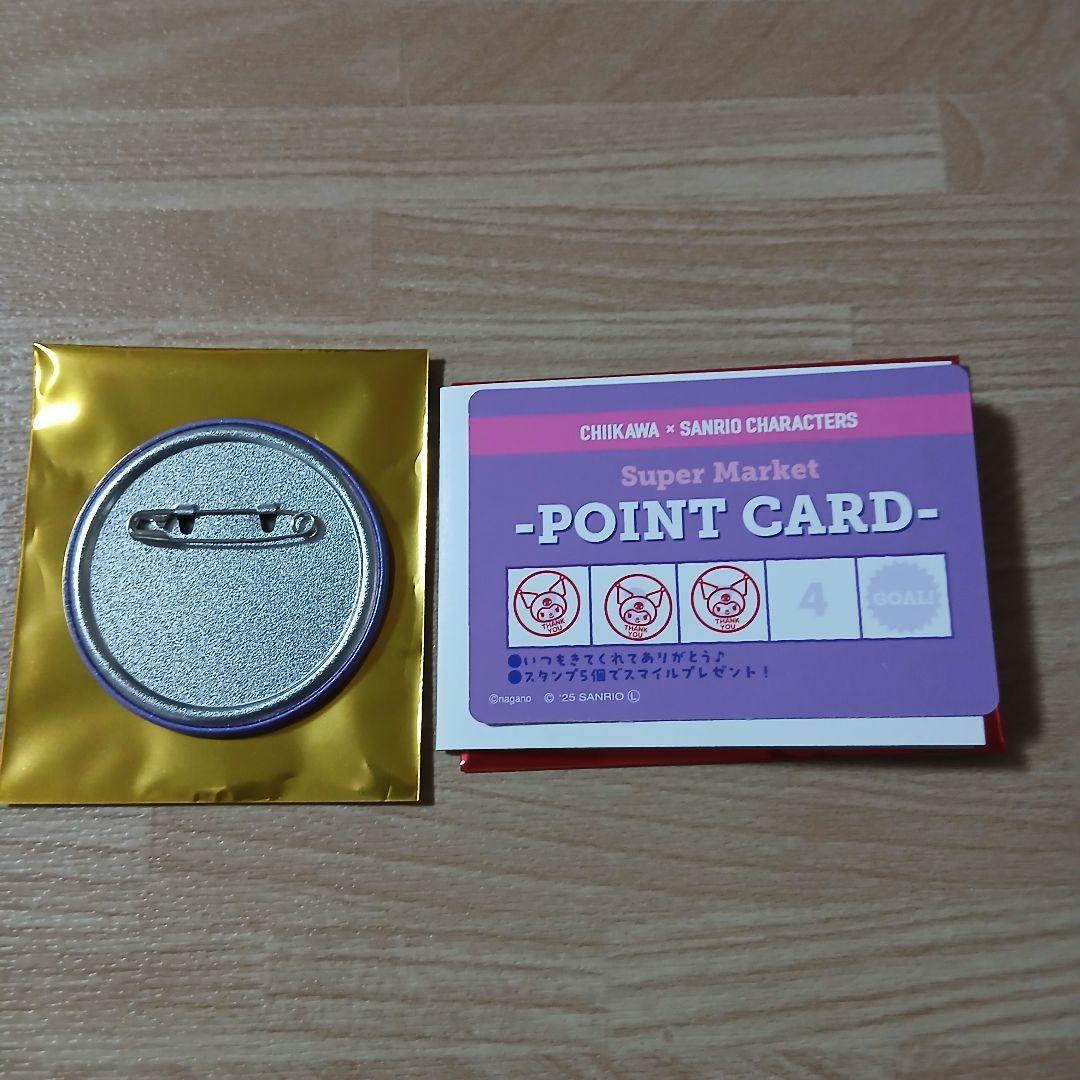 CHIIKAWA × SANRIO CHARACTERS
Super Market
-POINT CARD-
THANK YOU
THANK YOU
THANK YOU
4
GOAL!
●いつもきてくれてありがとう♪
●スタンプ5個でスマイルプレゼント！
©nagano © '25 SANRIO Ⓛ